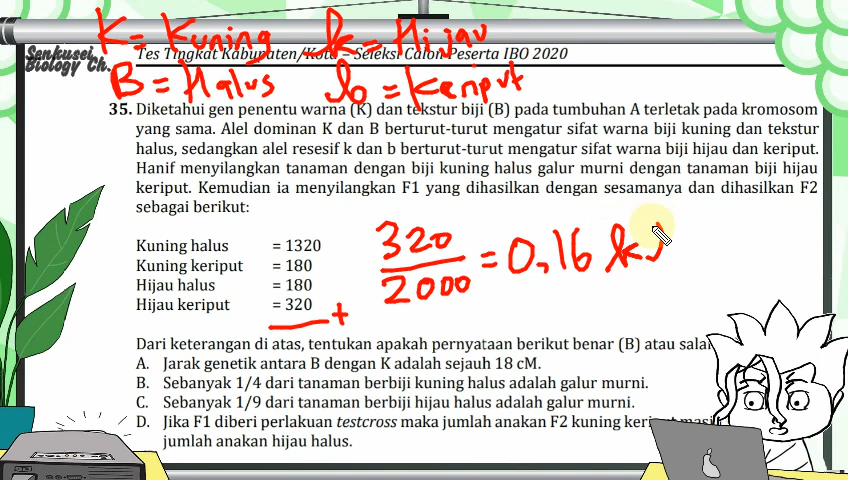 K = Kuning k = Hijau
Senkusei
Biology Ch.
Tes Tingkat Kabupaten/Kota – Seleksi Calon Peserta IBO 2020
B = Halus b = Keriput
35. Diketahui gen penentu warna (K) dan tekstur biji (B) pada tumbuhan A terletak pada kromosom
yang sama. Alel dominan K dan B berturut-turut mengatur sifat warna biji kuning dan tekstur
halus, sedangkan alel resesif k dan b berturut-turut mengatur sifat warna biji hijau dan keriput.
Hanif menyilangkan tanaman dengan biji kuning halus galur murni dengan tanaman biji hijau
keriput. Kemudian ia menyilangkan F1 yang dihasilkan dengan sesamanya dan dihasilkan F2
sebagai berikut:
Kuning halus = 1320
Kuning keriput = 180
Hijau halus = 180
Hijau keriput = 320
+
320
2000
= 0,16
Dari keterangan di atas, tentukan apakah pernyataan berikut benar (B) atau
A. Jarak genetik antara B dengan K adalah sejauh 18 cM.
B. Sebanyak 1/4 dari tanaman berbiji kuning halus adalah galur murni.
C. Sebanyak 1/9 dari tanaman berbiji hijau halus adalah galur murni.
D. Jika F1 diberi perlakuan testcross maka jumlah anakan F2 kuning
jumlah anakan hijau halus.